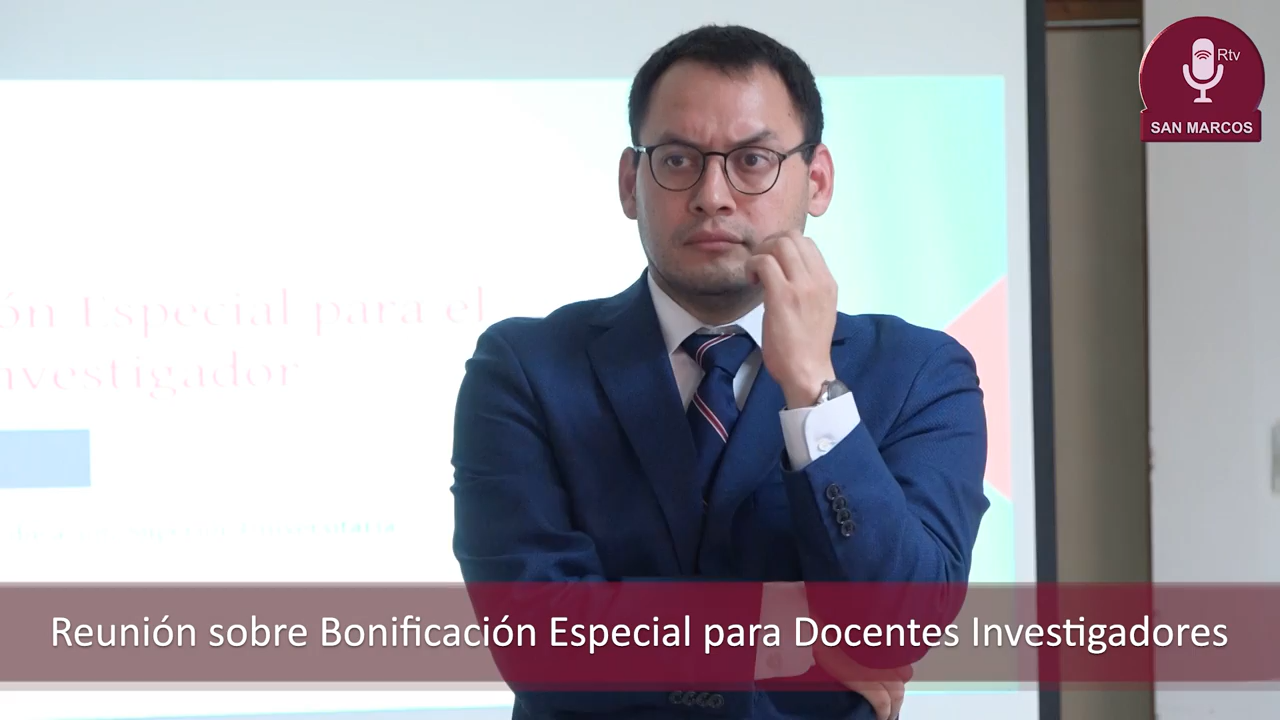 Rtv
SAN MARCOS
ón Especial para el
nvestigador
Reunión sobre Bonificación Especial para Docentes Investigadores